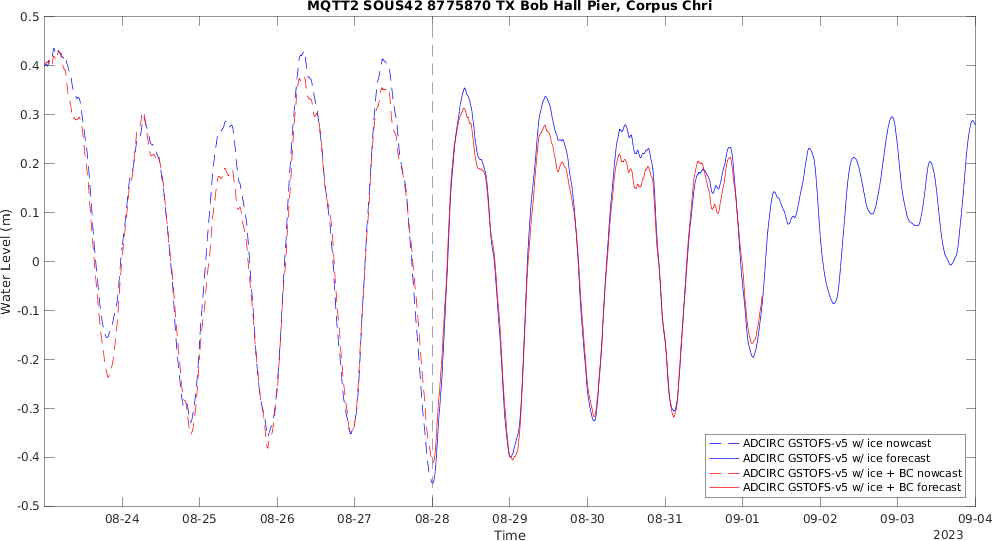 MQTT2 SOUS42 8775870 TX Bob Hall Pier, Corpus Chri
0.5
0.4
0.3
0.2
0.1
0
-0.1
-0.2
-0.3
-0.4
-0.5
Water Level (m)
ADCIRC GSTOFS-v5 w/ ice nowcast
ADCIRC GSTOFS-v5 w/ ice forecast
ADCIRC GSTOFS-v5 w/ ice + BC nowcast
ADCIRC GSTOFS-v5 w/ ice + BC forecast
08-24 08-25 08-26 08-27 08-28 08-29 08-30 08-31 09-01 09-02 09-03 09-04
Time
2023